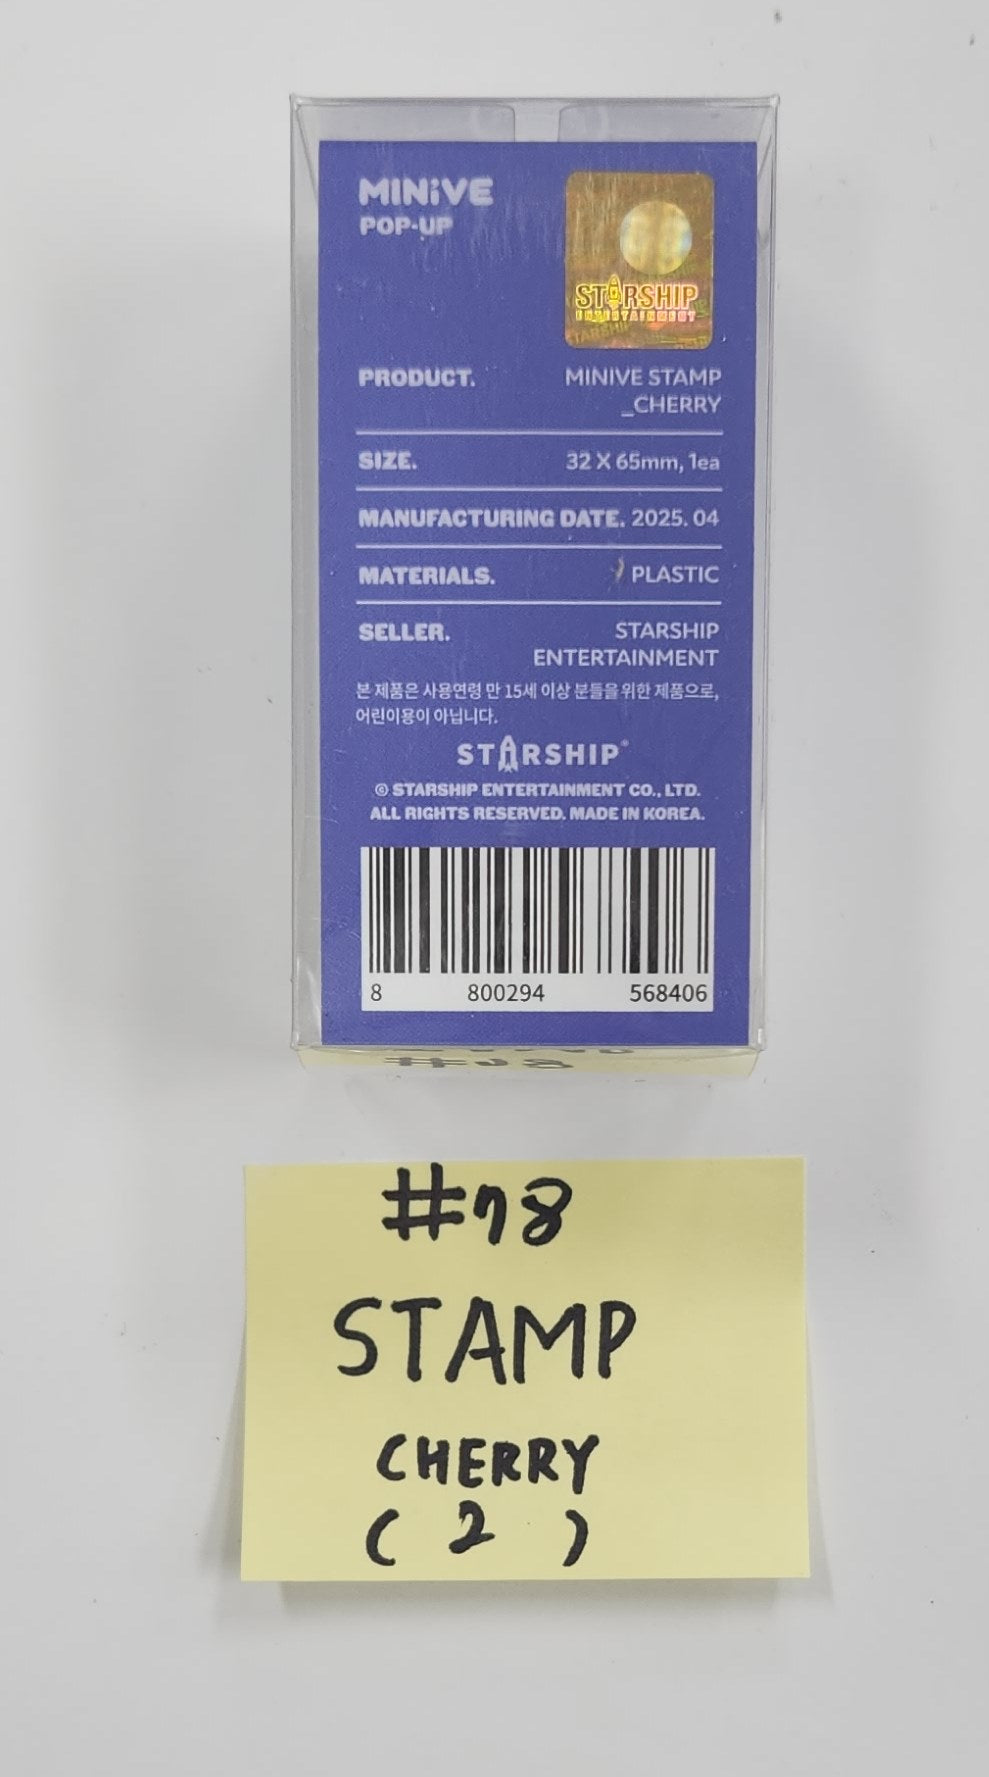 MINiVE
POP-UP
STARSHIP
ENTERTAINMENT
PRODUCT. MINIVE STAMP
_CHERRY
SIZE. 32 X 65mm, 1ea
MANUFACTURING DATE. 2025. 04
MATERIALS. PLASTIC
SELLER. STARSHIP
ENTERTAINMENT
본 제품은 사용연령 만 15세 이상 분들을 위한 제품으로,
어린이용이 아닙니다.
STARSHIP®
© STARSHIP ENTERTAINMENT CO., LTD.
ALL RIGHTS RESERVED. MADE IN KOREA.
8 800294 568406
#78
STAMP
CHERRY
( 2 )